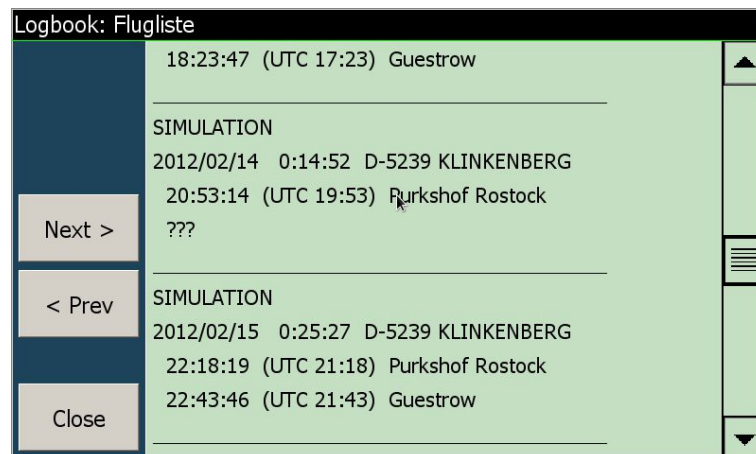 Logbook: Flugliste
18:23:47 (UTC 17:23) Guestrow
SIMULATION
2012/02/14 0:14:52 D-5239 KLINKENBERG
20:53:14 (UTC 19:53) Purkshof Rostock
???
SIMULATION
2012/02/15 0:25:27 D-5239 KLINKENBERG
22:18:19 (UTC 21:18) Purkshof Rostock
22:43:46 (UTC 21:43) Guestrow
Next >
< Prev
Close